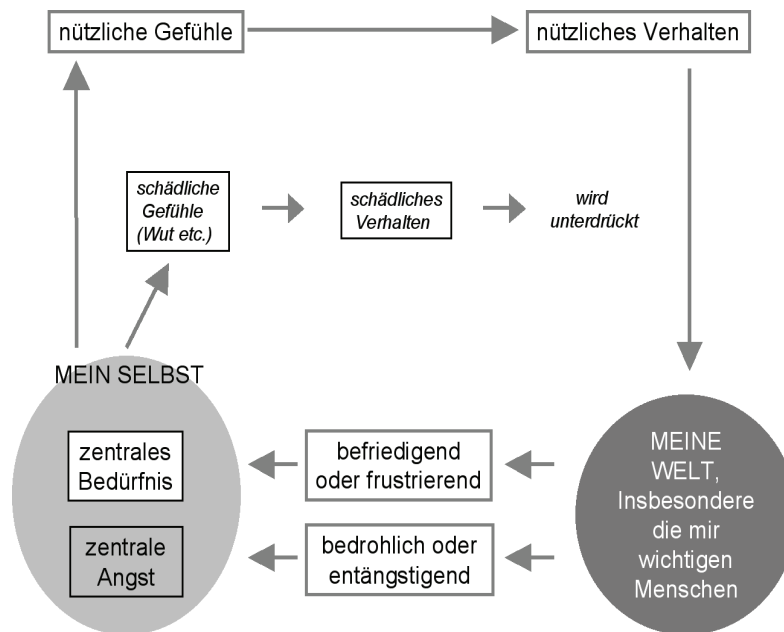 nützliche Gefühle
nützliches Verhalten
schädliche
Gefühle
(Wut etc.)
schädliches
Verhalten
wird
unterdrückt
MEIN SELBST
zentrales
Bedürfnis
befriedigend
oder frustrierend
MEINE
WELT,
Insbesondere
die mir
wichtigen
Menschen
zentrale
Angst
bedrohlich oder
entängstigend